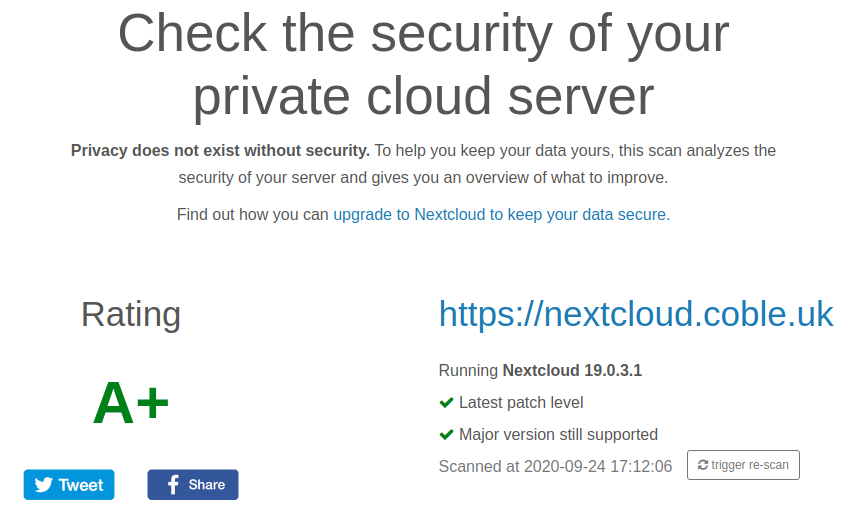 Check the security of your
private cloud server
Privacy does not exist without security. To help you keep your data yours, this scan analyzes the
security of your server and gives you an overview of what to improve.
Find out how you can upgrade to Nextcloud to keep your data secure.
Rating
A+
Tweet
Share
https://nextcloud.coble.uk
Running Nextcloud 19.0.3.1
Latest patch level
Major version still supported
Scanned at 2020-09-24 17:12:06
trigger re-scan